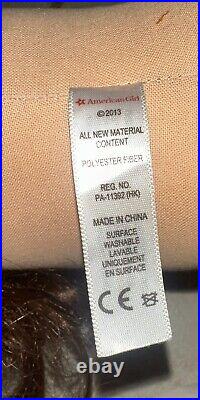 American Girl
©2013
ALL NEW MATERIAL
CONTENT
POLYESTER FIBER
REG. NO.
PA-11392 (HK)
MADE IN CHINA
SURFACE
WASHABLE
LAVABLE
UNIQUEMENT
EN SURFACE
CE